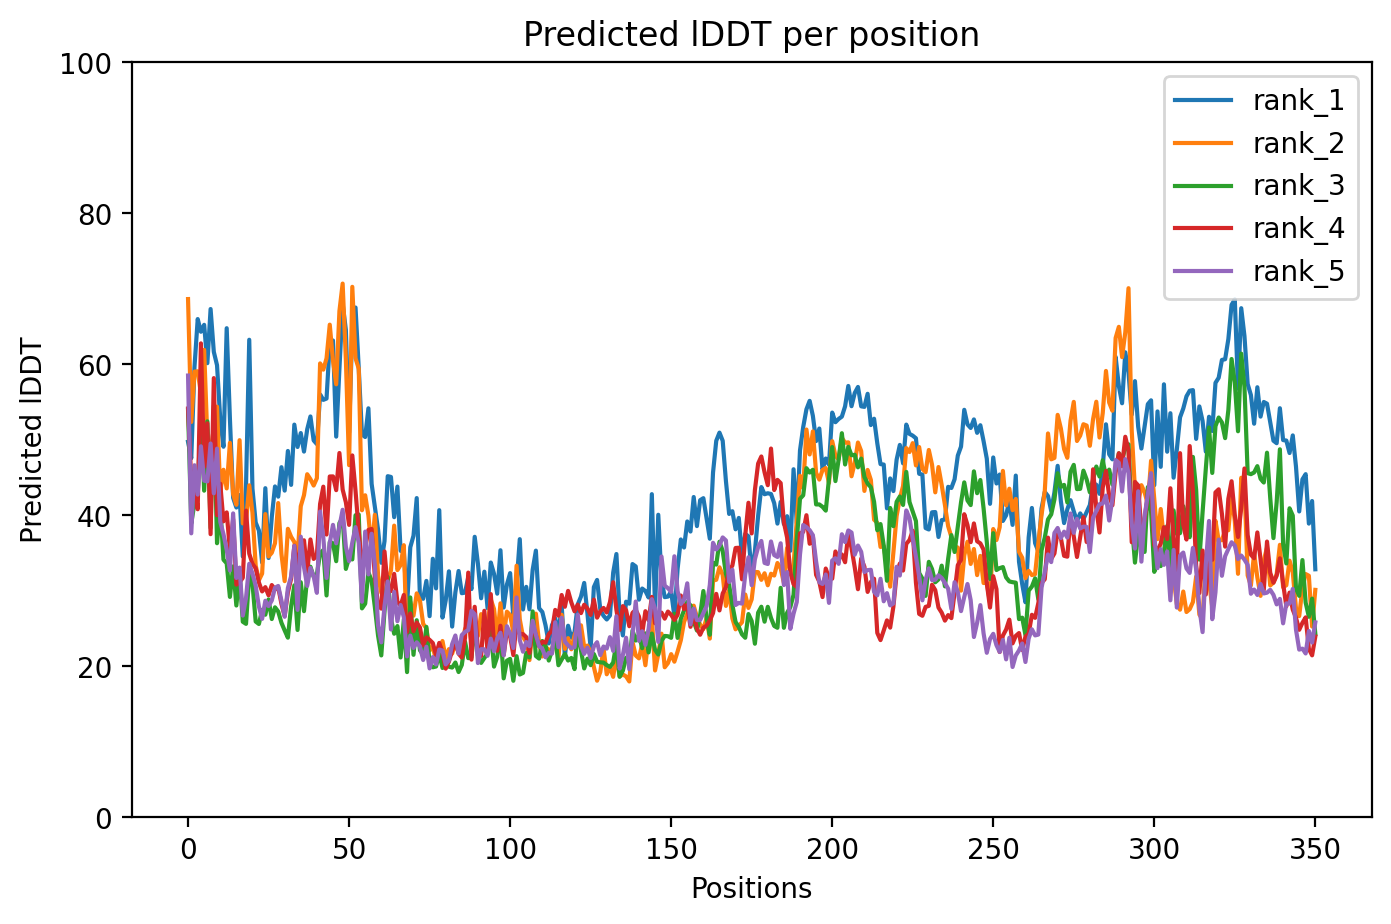 Predicted lDDT per position
100
80
60
40
20
0
Predicted lDDT
0 50 100 150 200 250 300 350
Positions
rank_1
rank_2
rank_3
rank_4
rank_5